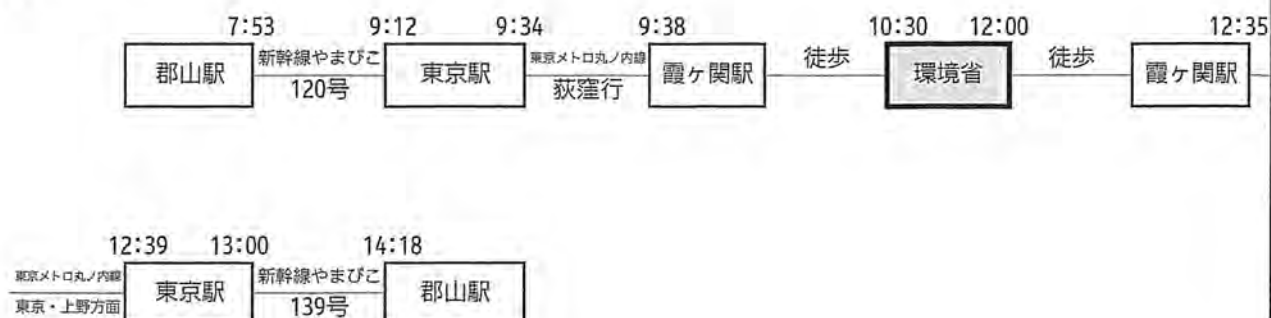 7:53 9:12 9:34 9:38 10:30 12:00 12:35
郡山駅 新幹線やまびこ 120号 東京駅 東京メトロ丸ノ内線 荻窪行 霞ヶ関駅 徒歩 環境省 徒歩 霞ヶ関駅
12:39 13:00 14:18
東京メトロ丸ノ内線 東京・上野方面 東京駅 新幹線やまびこ 139号 郡山駅